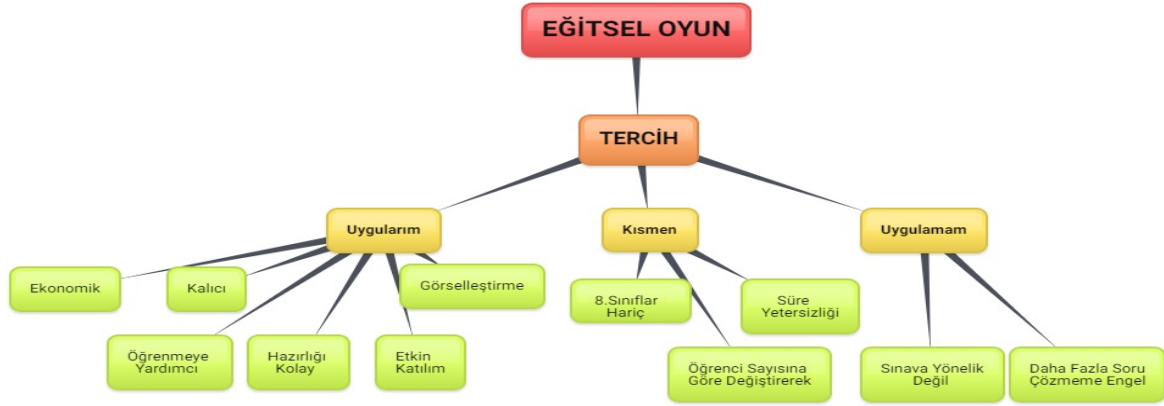 EĞİTSEL OYUN
TERCİH
Uygularım
Kısmen
Uygulamam
Ekonomik
Kalıcı
Görselleştirme
8.Sınıflar
Hariç
Süre
Yetersizliği
Öğrenmeye
Yardımcı
Hazırlığı
Kolay
Etkin
Katılım
Öğrenci Sayısına
Göre Değiştirerek
Sınava Yönelik
Değil
Daha Fazla Soru
Çözmeme Engel